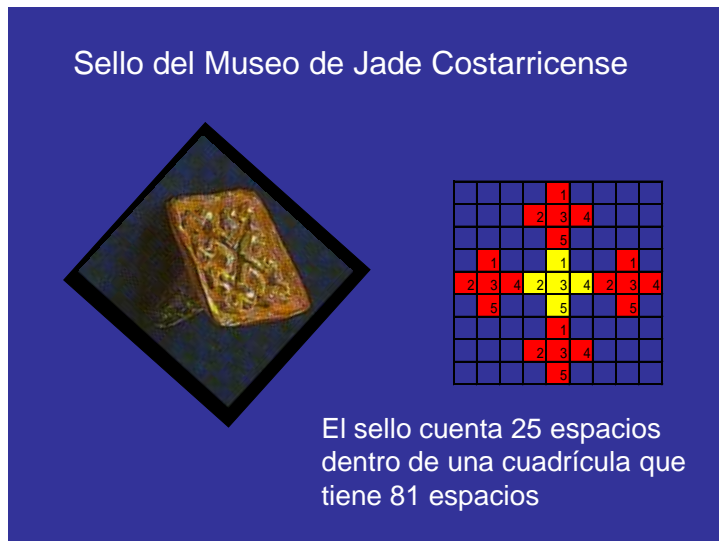 Sello del Museo de Jade Costarricense
1
2 3 4
5
1 1 1
2 3 4 2 3 4 2 3 4
5 5 5
1
2 3 4
5
El sello cuenta 25 espacios
dentro de una cuadrícula que
tiene 81 espacios